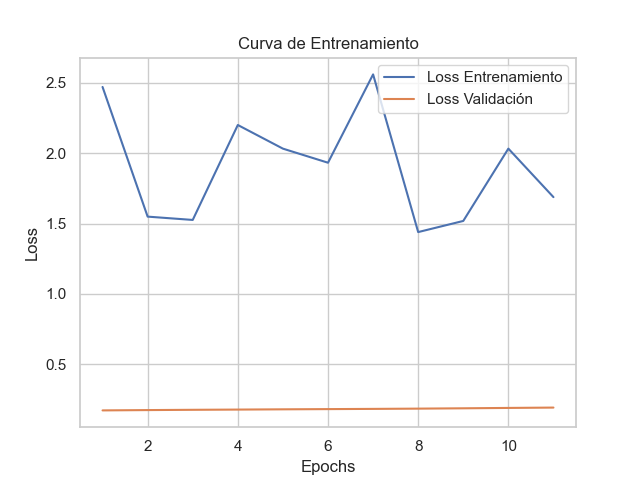 Curva de Entrenamiento
Loss Entrenamiento
Loss Validación
2.5
2.0
1.5
1.0
0.5
Loss
2 4 6 8 10
Epochs